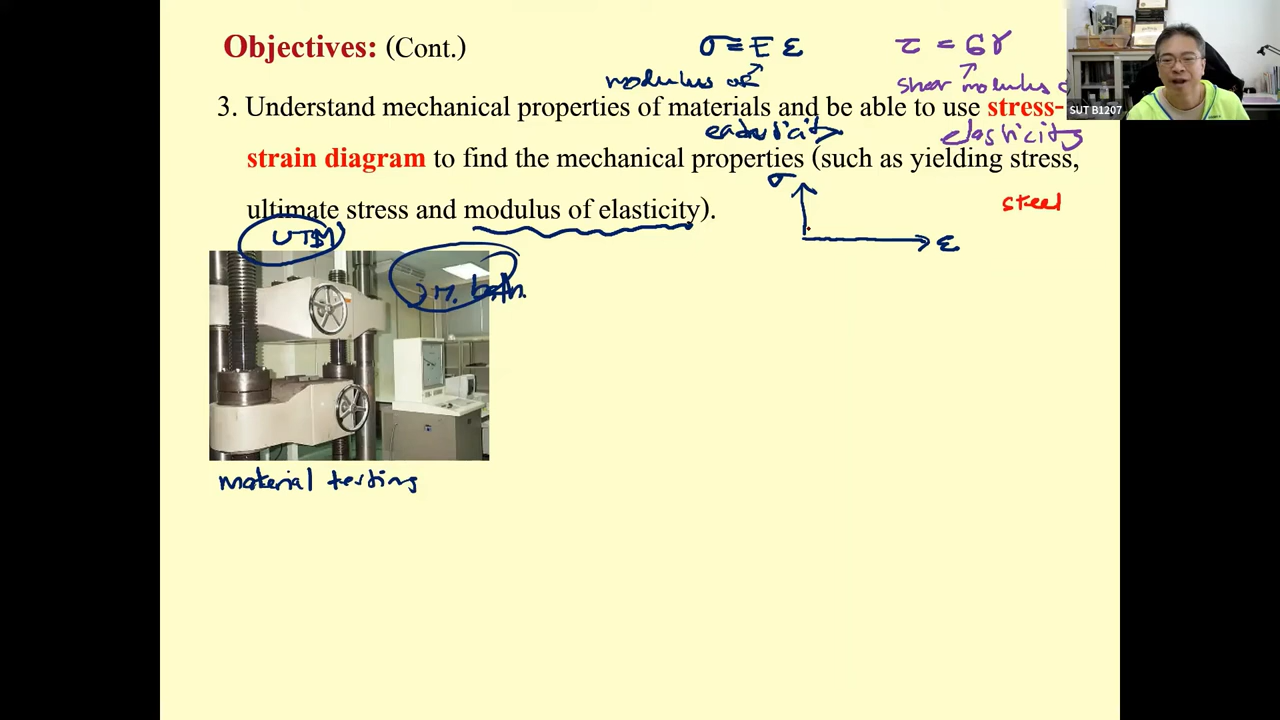 Objectives: (Cont.)
σ = E ε
τ = G γ
modulus of
shear modulus
3. Understand mechanical properties of materials and be able to use stress-
elasticity
strain diagram to find the mechanical properties (such as yielding stress,
σ
steel
ultimate stress and modulus of elasticity).
UTM
ε
material testing
SUT B1207